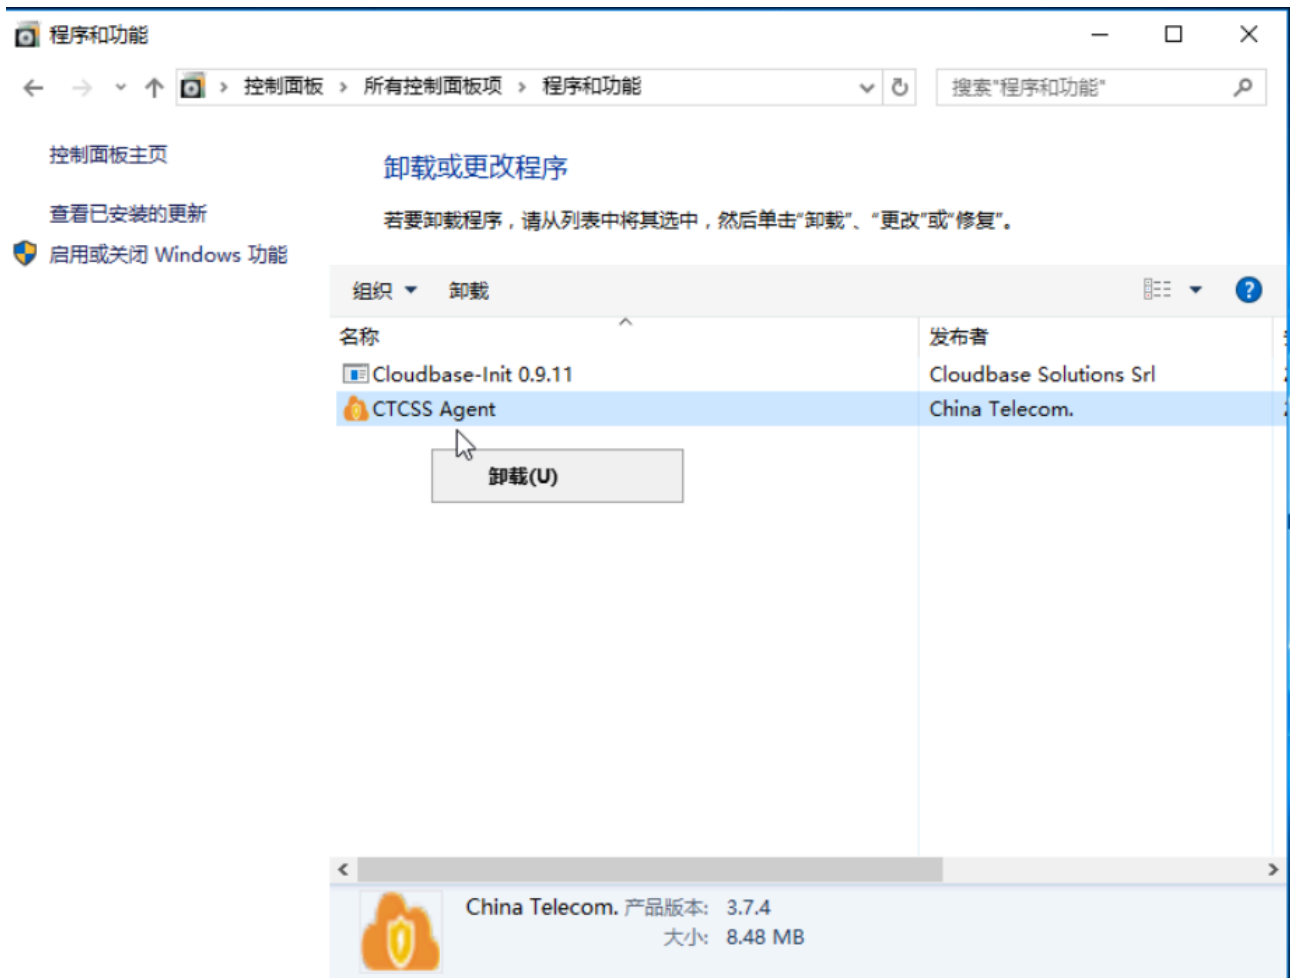 程序和功能
控制面板 › 所有控制面板项 › 程序和功能
搜索"程序和功能"
控制面板主页
查看已安装的更新
启用或关闭 Windows 功能
卸载或更改程序
若要卸载程序，请从列表中将其选中，然后单击“卸载”、“更改”或“修复”。
组织 卸载
名称 发布者
Cloudbase-Init 0.9.11 Cloudbase Solutions Srl
CTCSS Agent China Telecom.
卸载(U)
China Telecom. 产品版本: 3.7.4
大小: 8.48 MB